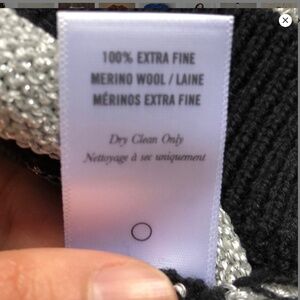 100% EXTRA FINE
MERINO WOOL / LAINE
MÉRINOS EXTRA FINE
Dry Clean Only
Nettoyage à sec uniquement